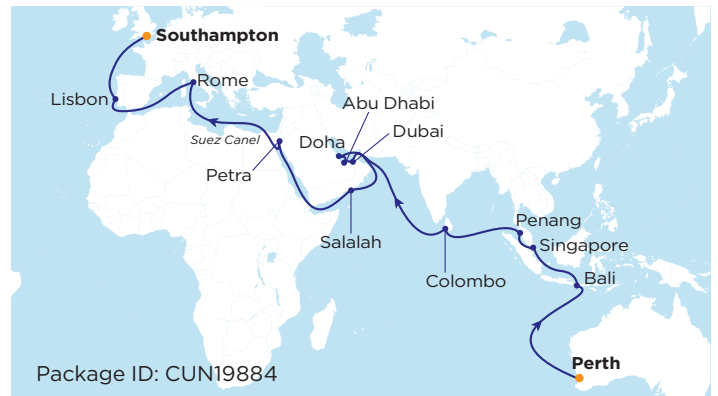 Southampton
Rome
Lisbon
Abu Dhabi
Dubai
Suez Canel
Doha
Petra
Penang
Salalah
Singapore
Colombo
Bali
Perth
Package ID: CUN19884